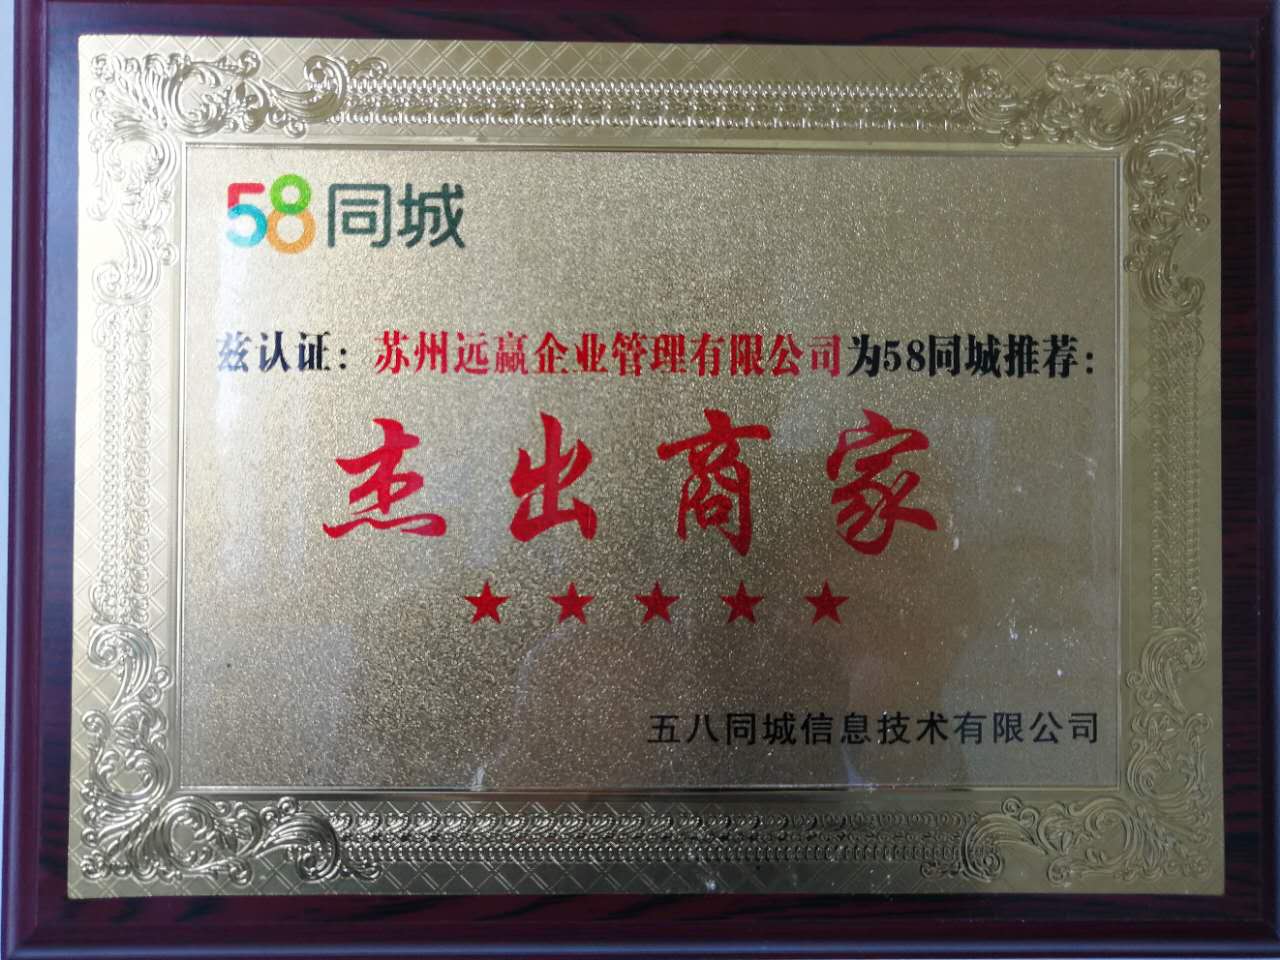 58同城
兹认证：苏州远赢企业管理有限公司为58同城推荐：
杰出商家
★★★★★
五八同城信息技术有限公司